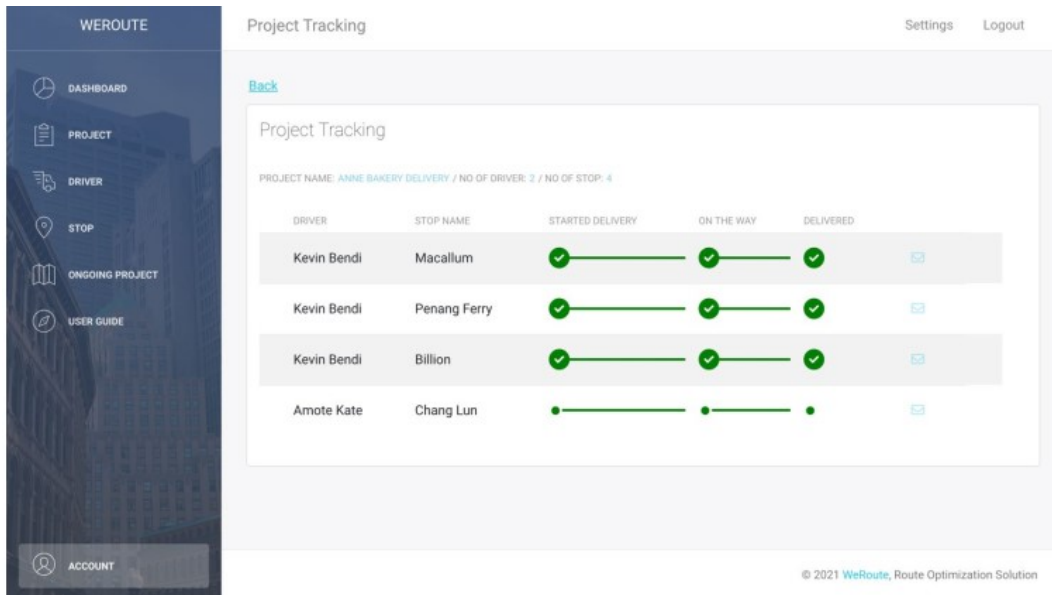 WEROUTE
Project Tracking
Settings
Logout
DASHBOARD
PROJECT
DRIVER
STOP
ONGOING PROJECT
USER GUIDE
ACCOUNT
Back
Project Tracking
PROJECT NAME: ANNE BAKERY DELIVERY / NO OF DRIVER: 2 / NO OF STOP: 4
DRIVER STOP NAME STARTED DELIVERY ON THE WAY DELIVERED
Kevin Bendi Macallum
Kevin Bendi Penang Ferry
Kevin Bendi Billion
Amote Kate Chang Lun
© 2021 WeRoute, Route Optimization Solution